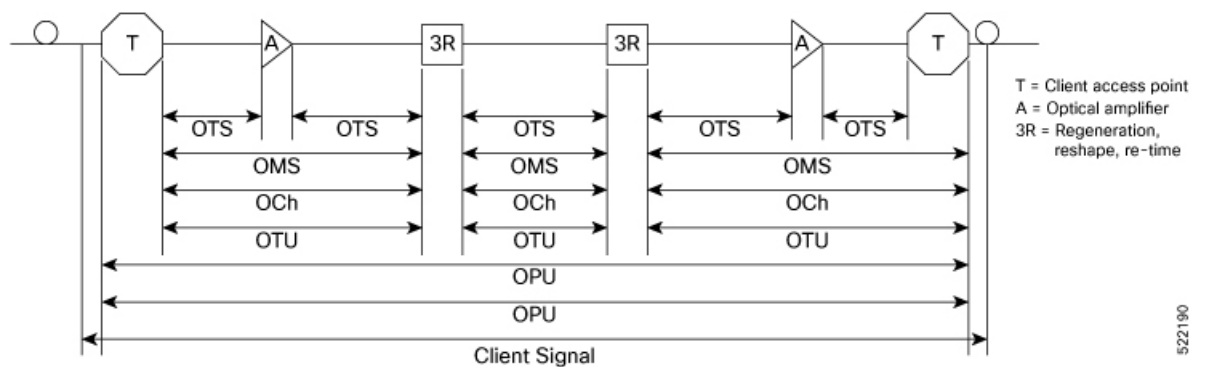 T A 3R 3R A T
T = Client access point
A = Optical amplifier
3R = Regeneration,
reshape, re-time
OTS OTS OTS OTS OTS
OMS OMS OMS
OCh OCh OCh
OTU OTU OTU
OPU
OPU
Client Signal
522190